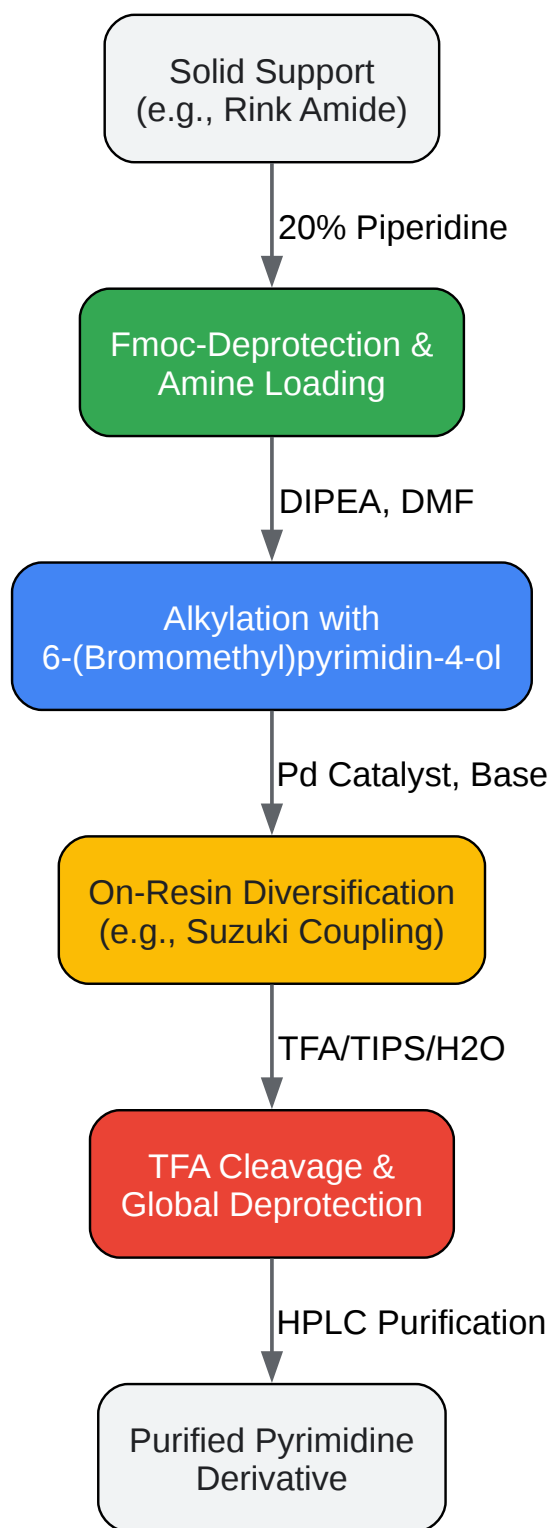 Solid Support
(e.g., Rink Amide)
20% Piperidine
Fmoc-Deprotection &
Amine Loading
DIPEA, DMF
Alkylation with
6-(Bromomethyl)pyrimidin-4-ol
Pd Catalyst, Base
On-Resin Diversification
(e.g., Suzuki Coupling)
TFA/TIPS/H2O
TFA Cleavage &
Global Deprotection
HPLC Purification
Purified Pyrimidine
Derivative